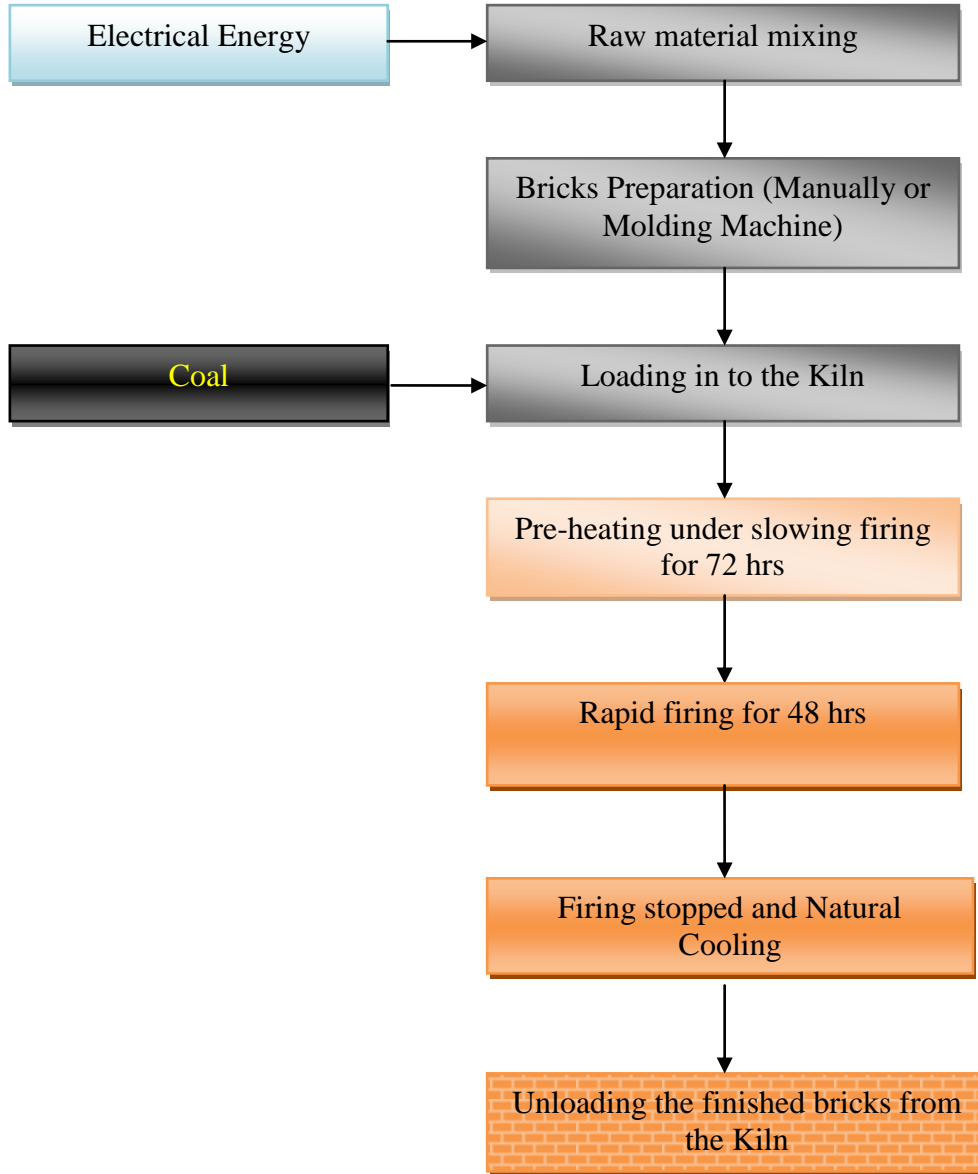 Electrical Energy
Raw material mixing
Bricks Preparation (Manually or
Molding Machine)
Coal
Loading in to the Kiln
Pre-heating under slowing firing
for 72 hrs
Rapid firing for 48 hrs
Firing stopped and Natural
Cooling
Unloading the finished bricks from
the Kiln